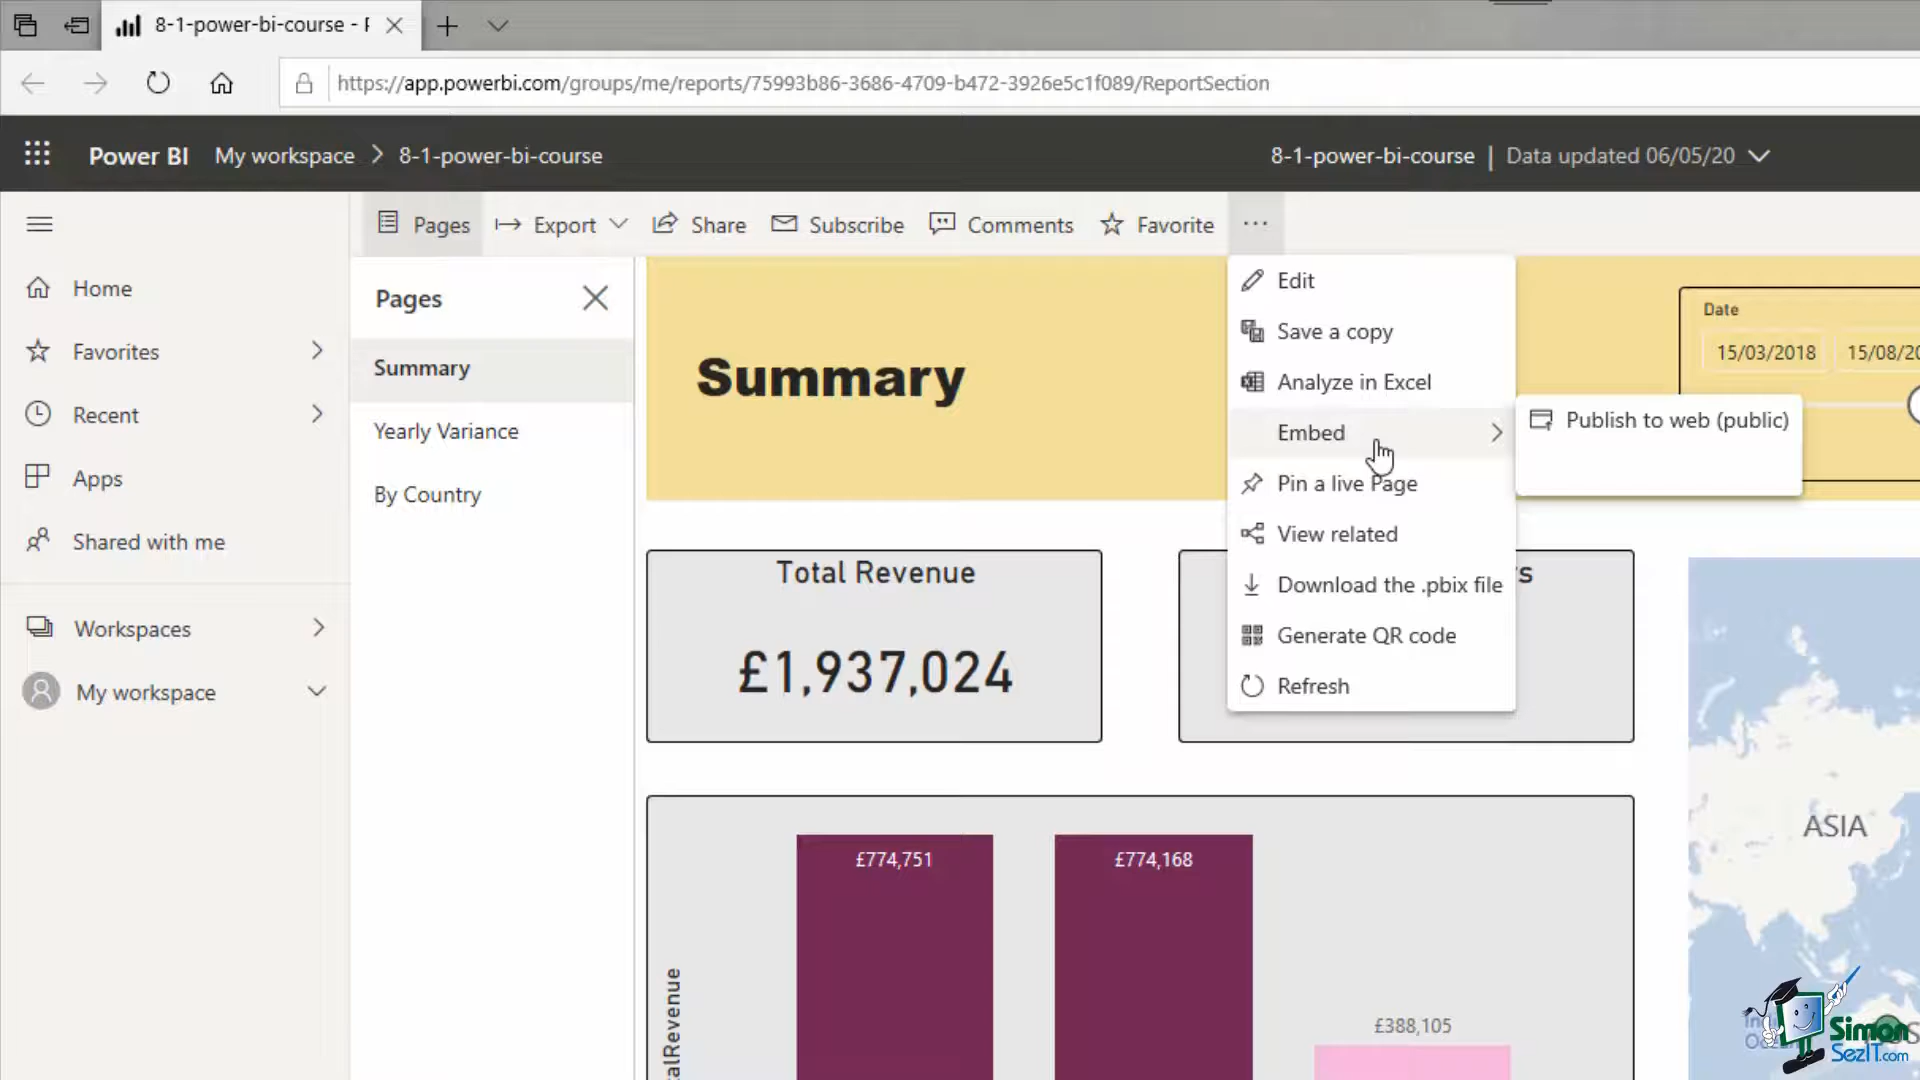 8-1-power-bi-course -
https://app.powerbi.com/groups/me/reports/75993b86-3686-4709-b472-3926e5c1f089/ReportSection
Power BI My workspace > 8-1-power-bi-course
8-1-power-bi-course | Data updated 06/05/20
Pages Export Share Subscribe Comments Favorite ...
Home
Favorites
Recent
Apps
Shared with me
Workspaces
My workspace
Pages
Summary
Yearly Variance
By Country
Summary
Date
15/03/2018 15/08/20
Edit
Save a copy
Analyze in Excel
Embed
Pin a live Page
View related
Download the .pbix file
Generate QR code
Refresh
Publish to web (public)
Total Revenue
£1,937,024
s
£774,751
£774,168
£388,105
alRevenue
ASIA
Simon
SezIT.com